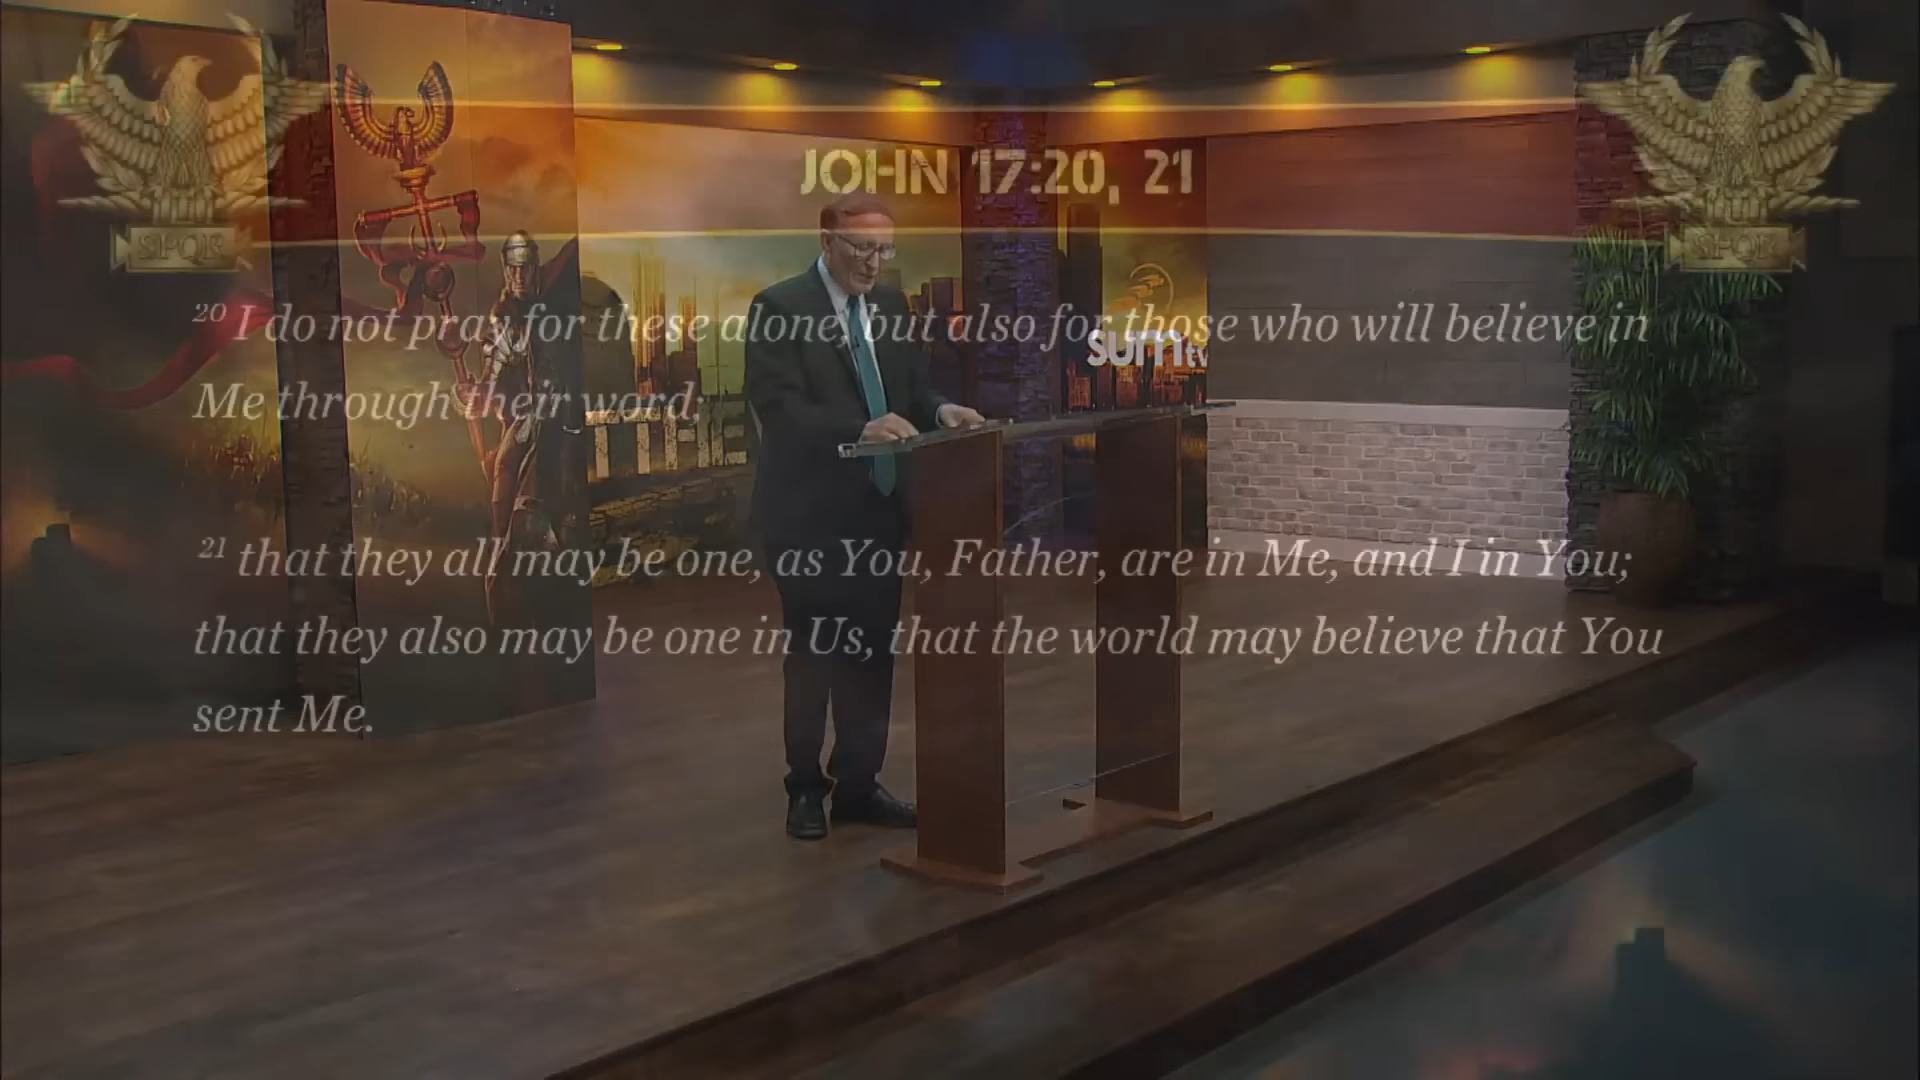 JOHN 17:20, 21
SPQR
SPQR
20 I do not pray for these alone, but also for those who will believe in
Me through their word;
sumtv
THE
21 that they all may be one, as You, Father, are in Me, and I in You;
that they also may be one in Us, that the world may believe that You
sent Me.